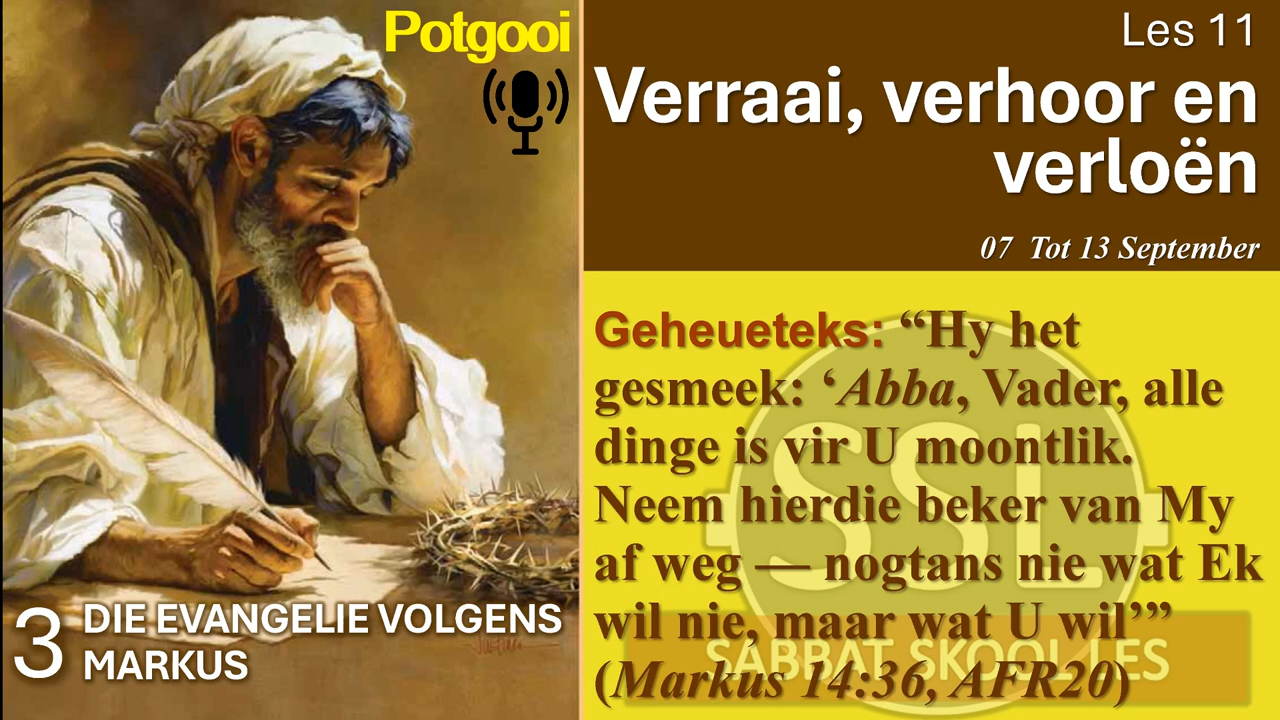 Potgooi
Les 11
Verraai, verhoor en
verloën
07 Tot 13 September
Geheueteks: “Hy het
gesmeek: ‘Abba, Vader, alle
dinge is vir U moontlik.
Neem hierdie beker van My
af weg — nogtans nie wat Ek
wil nie, maar wat U wil’”
(Markus 14:36, AFR20)
SSL
SABBAT SKOOL LES
3 DIE EVANGELIE VOLGENS
MARKUS